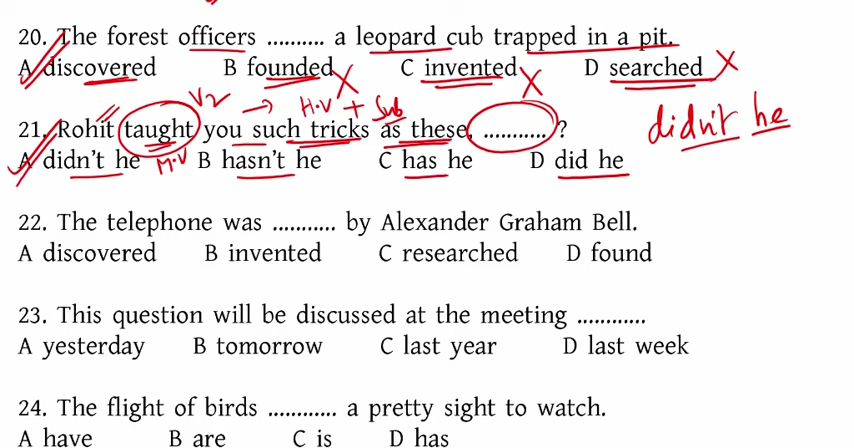 20. The forest officers .......... a leopard cub trapped in a pit.
A discovered B founded C invented D searched
V2 → H.V + Sub
21. Rohit taught you such tricks as these, ........... ? didn't he
A didn't he M.V B hasn't he C has he D did he
22. The telephone was ........... by Alexander Graham Bell.
A discovered B invented C researched D found
23. This question will be discussed at the meeting ............
A yesterday B tomorrow C last year D last week
24. The flight of birds ............ a pretty sight to watch.
A have B are C is D has